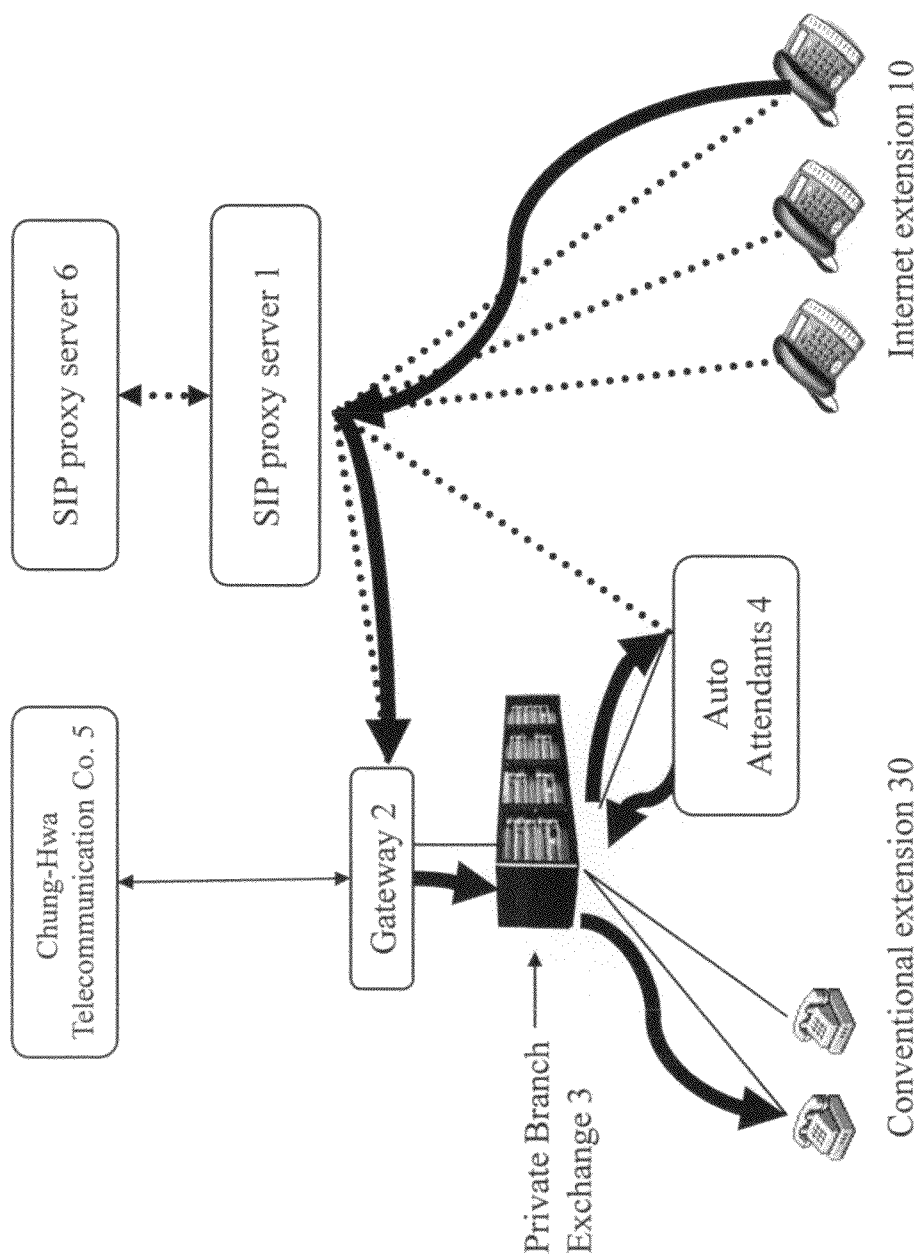 Chung-Hwa
Telecommunication Co. 5
SIP proxy server 6
Gateway 2
SIP proxy server 1
Private Branch
Exchange 3
Auto
Attendants 4
Conventional extension 30
Internet extension 10